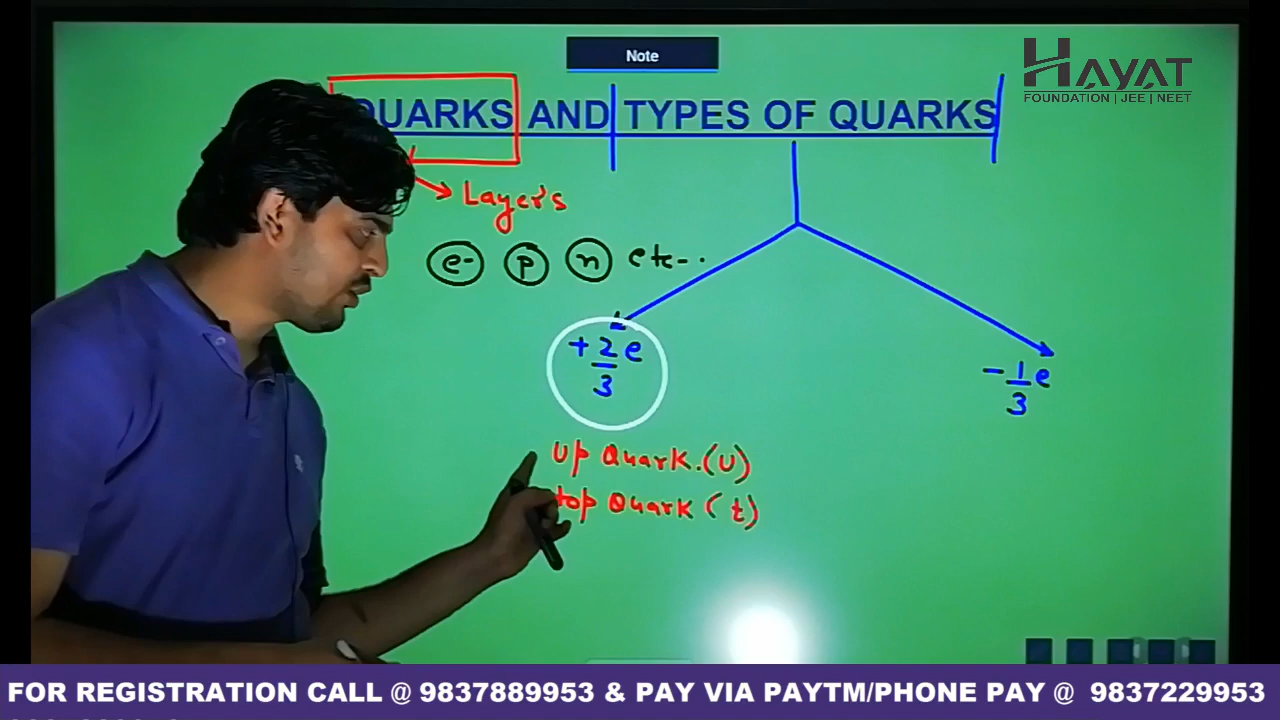 Note
HAYAT
FOUNDATION | JEE | NEET
QUARKS AND TYPES OF QUARKS
Layers
e- p n etc-..
+2/3 e
-1/3 e
Up Quark.(U)
top Quark (t)
FOR REGISTRATION CALL @ 9837889953 & PAY VIA PAYTM/PHONE PAY @ 9837229953